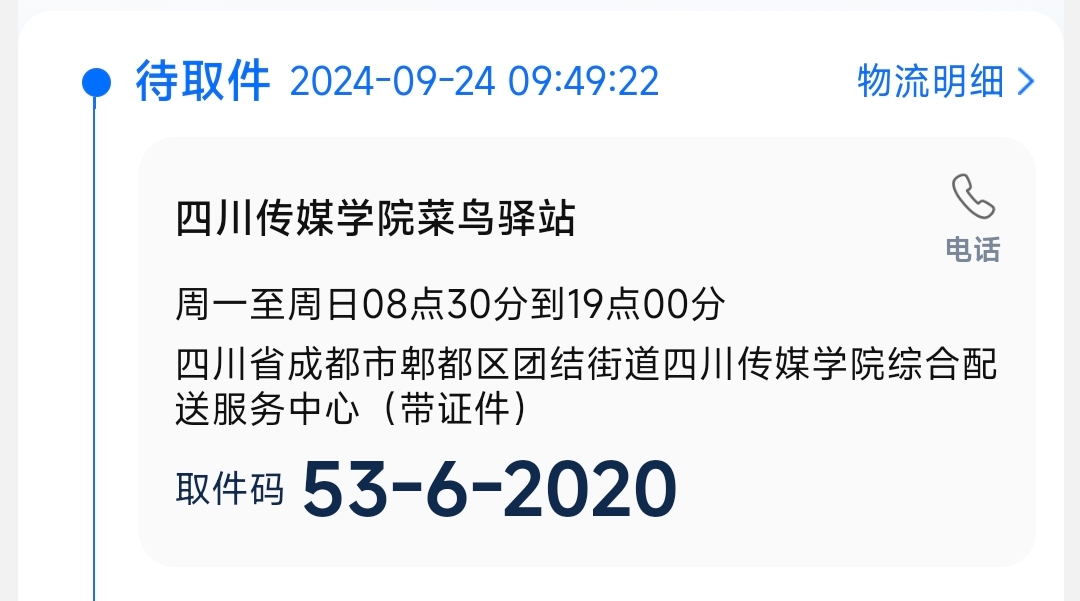 待取件 2024-09-24 09:49:22 物流明细
四川传媒学院菜鸟驿站
电话
周一至周日08点30分到19点00分
四川省成都市郫都区团结街道四川传媒学院综合配
送服务中心（带证件）
取件码 53-6-2020